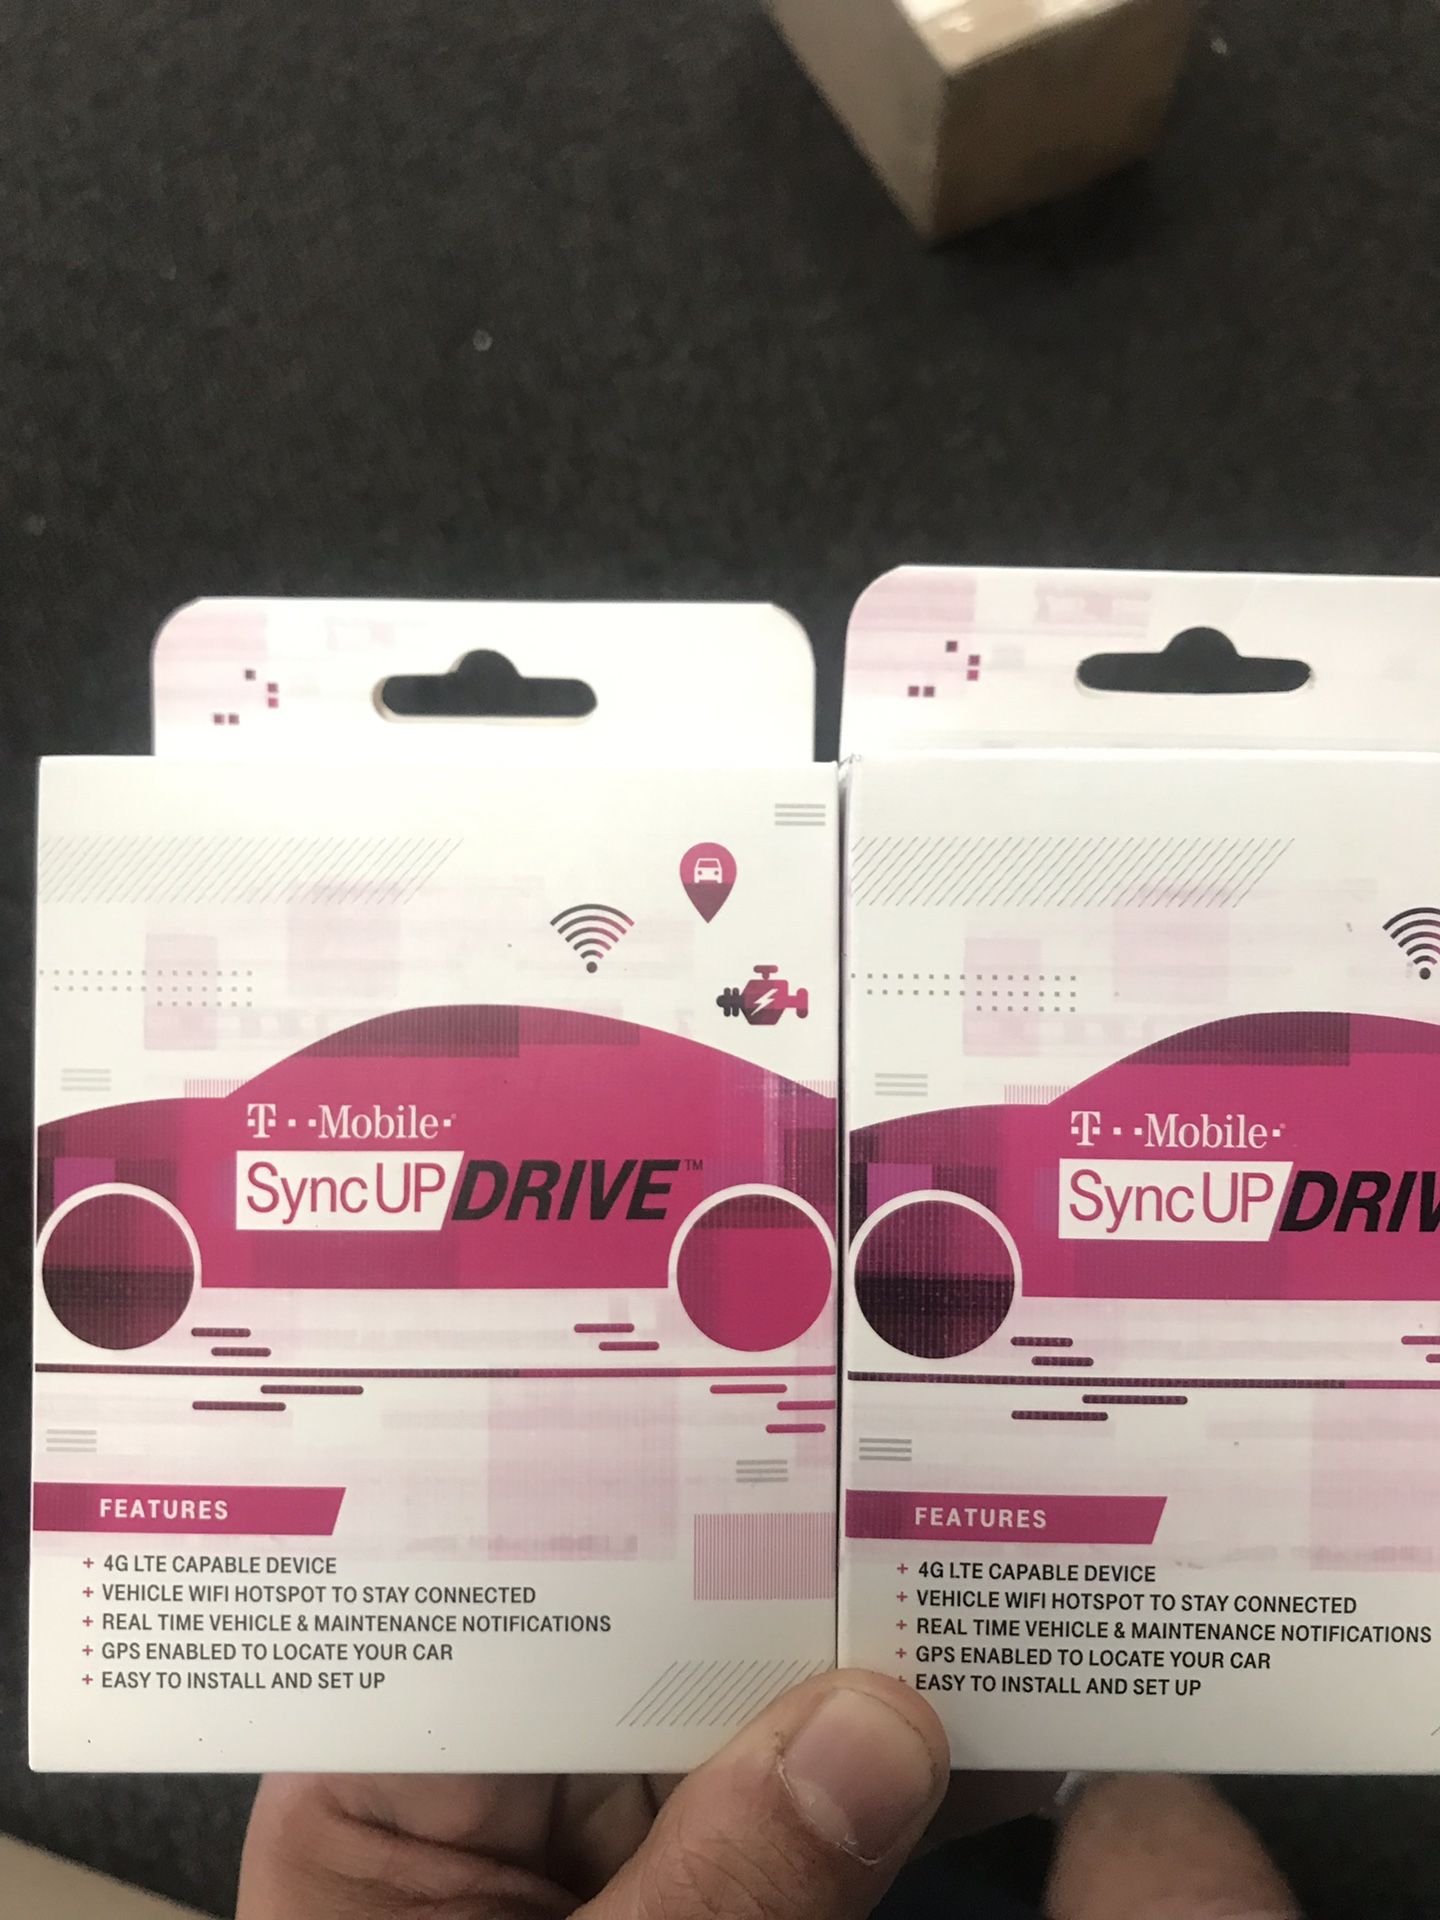 T··Mobile·
SyncUP DRIVE™
FEATURES
+ 4G LTE CAPABLE DEVICE
+ VEHICLE WIFI HOTSPOT TO STAY CONNECTED
+ REAL TIME VEHICLE & MAINTENANCE NOTIFICATIONS
+ GPS ENABLED TO LOCATE YOUR CAR
+ EASY TO INSTALL AND SET UP
T··Mobile·
SyncUP DRIV
FEATURES
+ 4G LTE CAPABLE DEVICE
+ VEHICLE WIFI HOTSPOT TO STAY CONNECTED
+ REAL TIME VEHICLE & MAINTENANCE NOTIFICATIONS
+ GPS ENABLED TO LOCATE YOUR CAR
+ EASY TO INSTALL AND SET UP